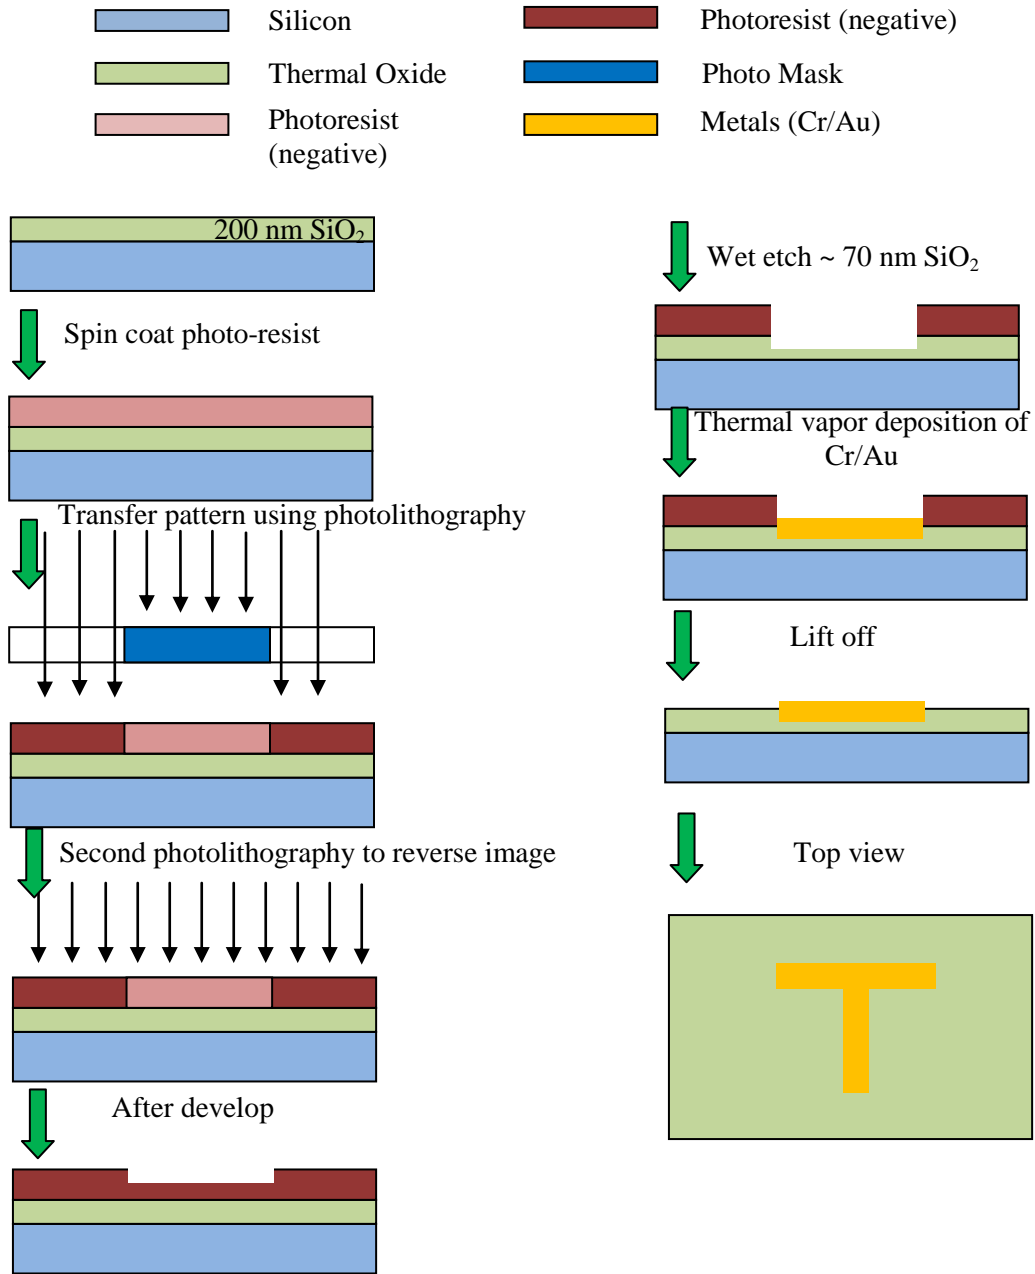 Silicon
Thermal Oxide
Photoresist
(negative)
Photoresist (negative)
Photo Mask
Metals (Cr/Au)
200 nm SiO₂
Spin coat photo-resist
Transfer pattern using photolithography
Second photolithography to reverse image
After develop
Wet etch ~ 70 nm SiO₂
Thermal vapor deposition of
Cr/Au
Lift off
Top view